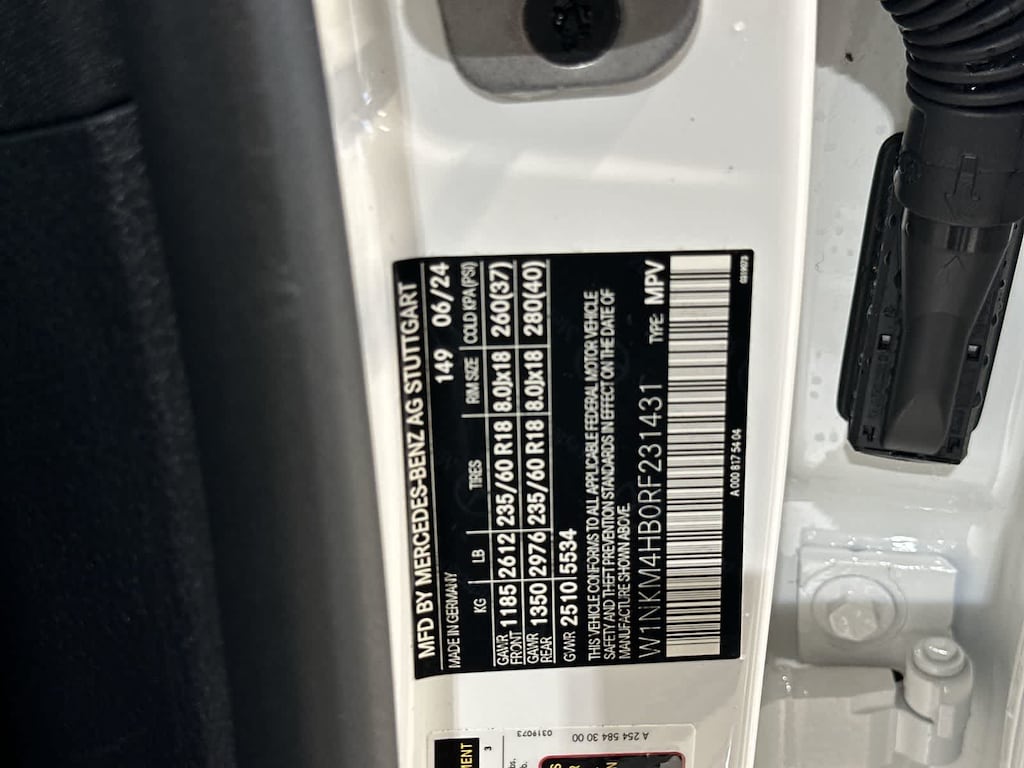 MFD BY MERCEDES-BENZ AG STUTTGART
MADE IN GERMANY 149 06/24
KG LB TIRES RIM SIZE COLD KPA(PSI)
GAWR FRONT 1185 2612 235/60 R18 8.0Jx18 260(37)
GAWR REAR 1350 2976 235/60 R18 8.0Jx18 280(40)
GVWR 2510 5534
THIS VEHICLE CONFORMS TO ALL APPLICABLE FEDERAL MOTOR VEHICLE
SAFETY AND THEFT PREVENTION STANDARDS IN EFFECT ON THE DATE OF
MANUFACTURE SHOWN ABOVE.
W1NKM4HB0RF231431 TYPE: MPV
A 000 817 54 04
0319073
0319073
A 254 584 30 00
3